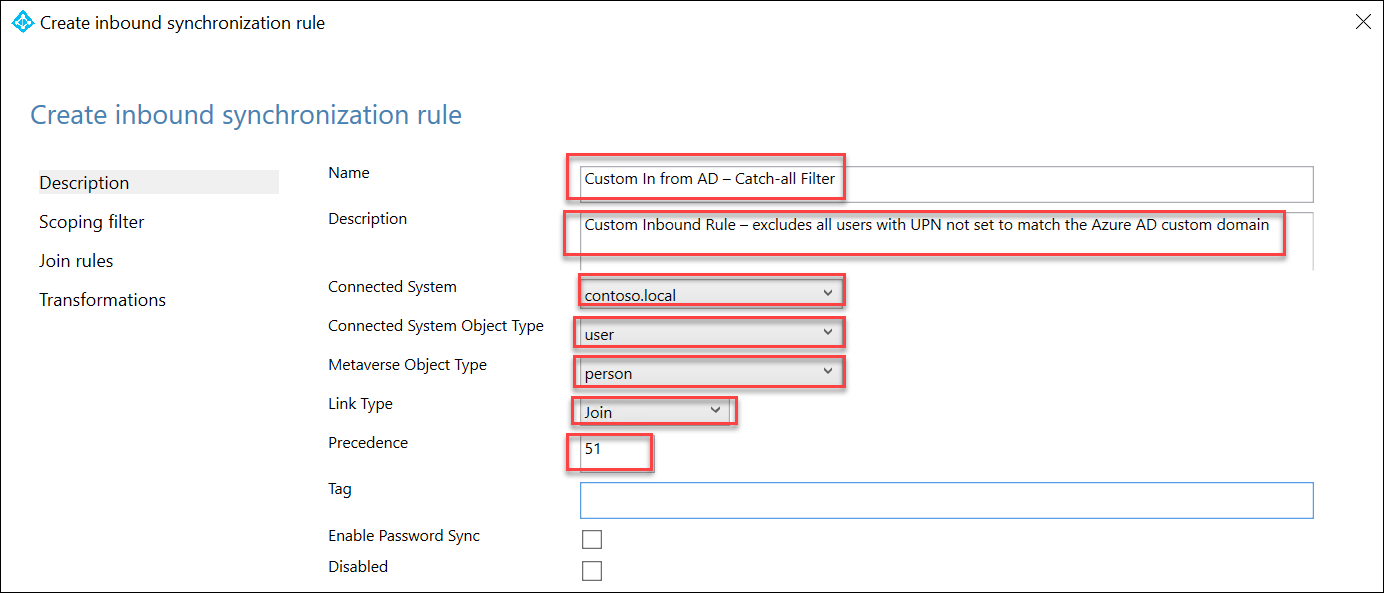 Create inbound synchronization rule
Create inbound synchronization rule
Description
Scoping filter
Join rules
Transformations
Name
Custom In from AD – Catch-all Filter
Description
Custom Inbound Rule – excludes all users with UPN not set to match the Azure AD custom domain
Connected System
contoso.local
Connected System Object Type
user
Metaverse Object Type
person
Link Type
Join
Precedence
51
Tag
Enable Password Sync
Disabled